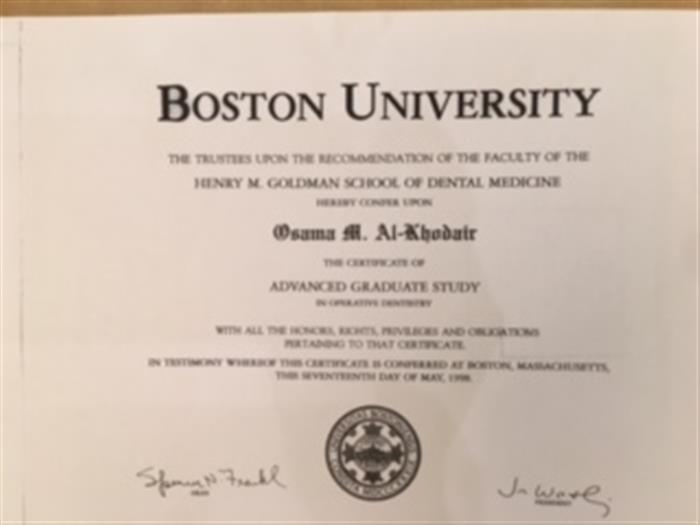 BOSTON UNIVERSITY
THE TRUSTEES UPON THE RECOMMENDATION OF THE FACULTY OF THE
HENRY M. GOLDMAN SCHOOL OF DENTAL MEDICINE
HEREBY CONFER UPON
Osama M. Al-Khodair
THE CERTIFICATE OF
ADVANCED GRADUATE STUDY
IN OPERATIVE DENTISTRY
WITH ALL THE HONORS, RIGHTS, PRIVILEGES AND OBLIGATIONS
PERTAINING TO THAT CERTIFICATE.
IN TESTIMONY WHEREOF THIS CERTIFICATE IS CONFERRED AT BOSTON, MASSACHUSETTS,
THIS SEVENTEENTH DAY OF MAY, 1998.
DEAN
PRESIDENT